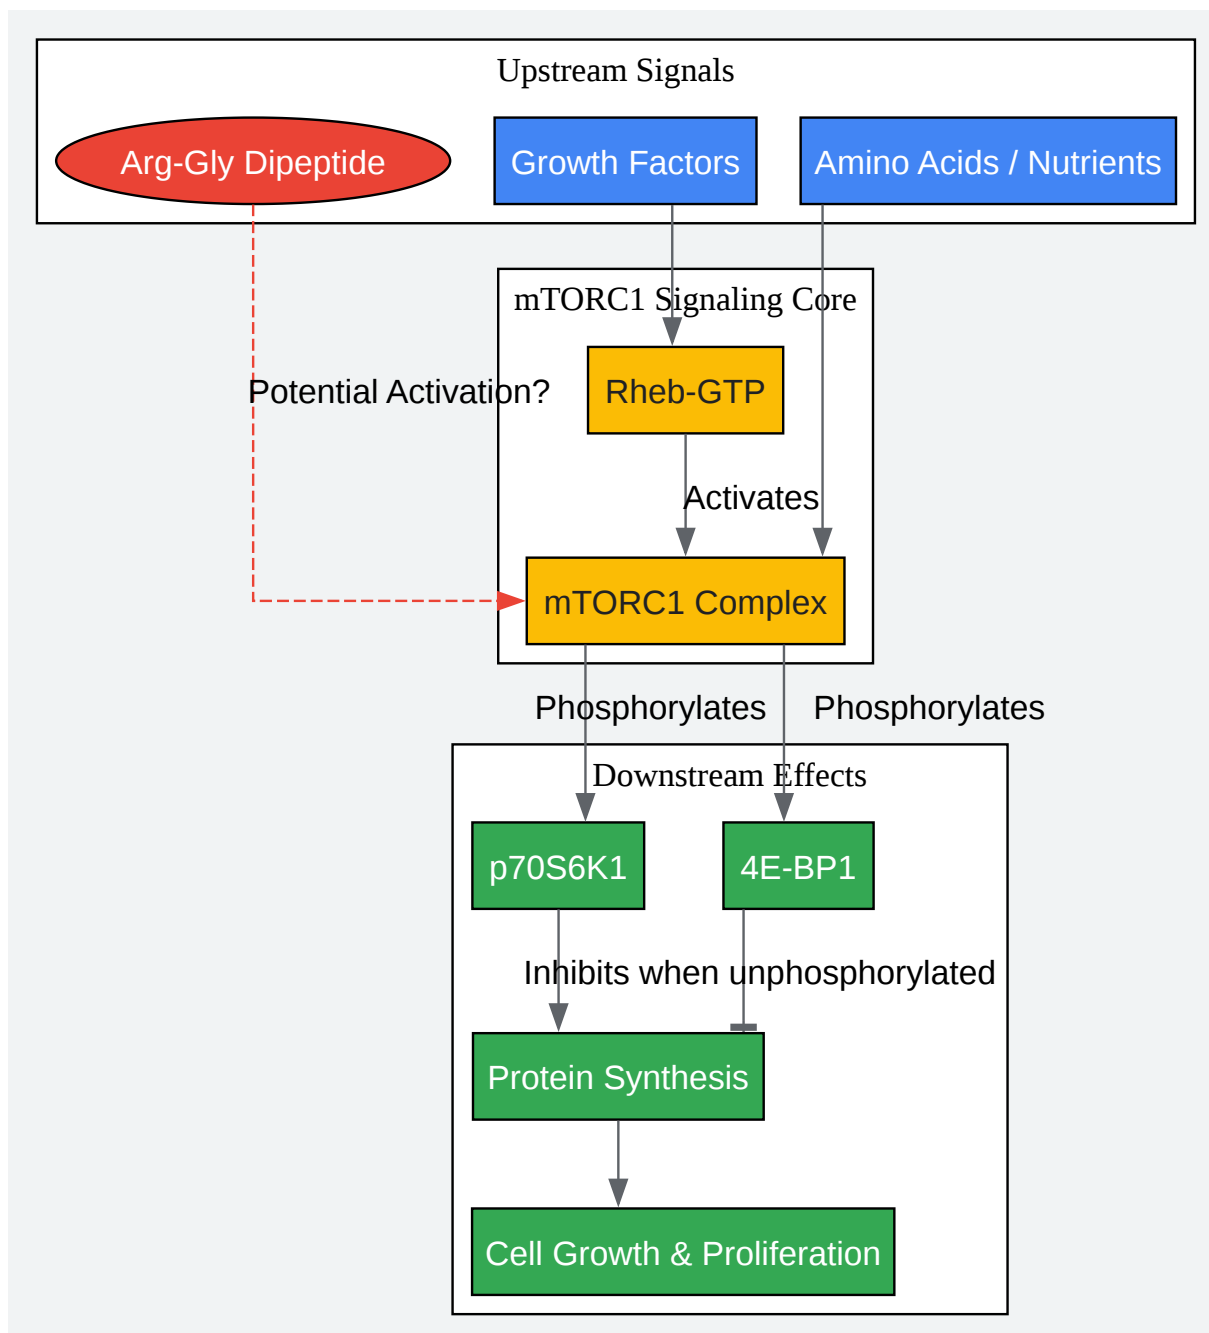 Upstream Signals
Arg-Gly Dipeptide
Growth Factors
Amino Acids / Nutrients
mTORC1 Signaling Core
Potential Activation?
Rheb-GTP
Activates
mTORC1 Complex
Phosphorylates
Phosphorylates
Downstream Effects
p70S6K1
4E-BP1
Inhibits when unphosphorylated
Protein Synthesis
Cell Growth & Proliferation